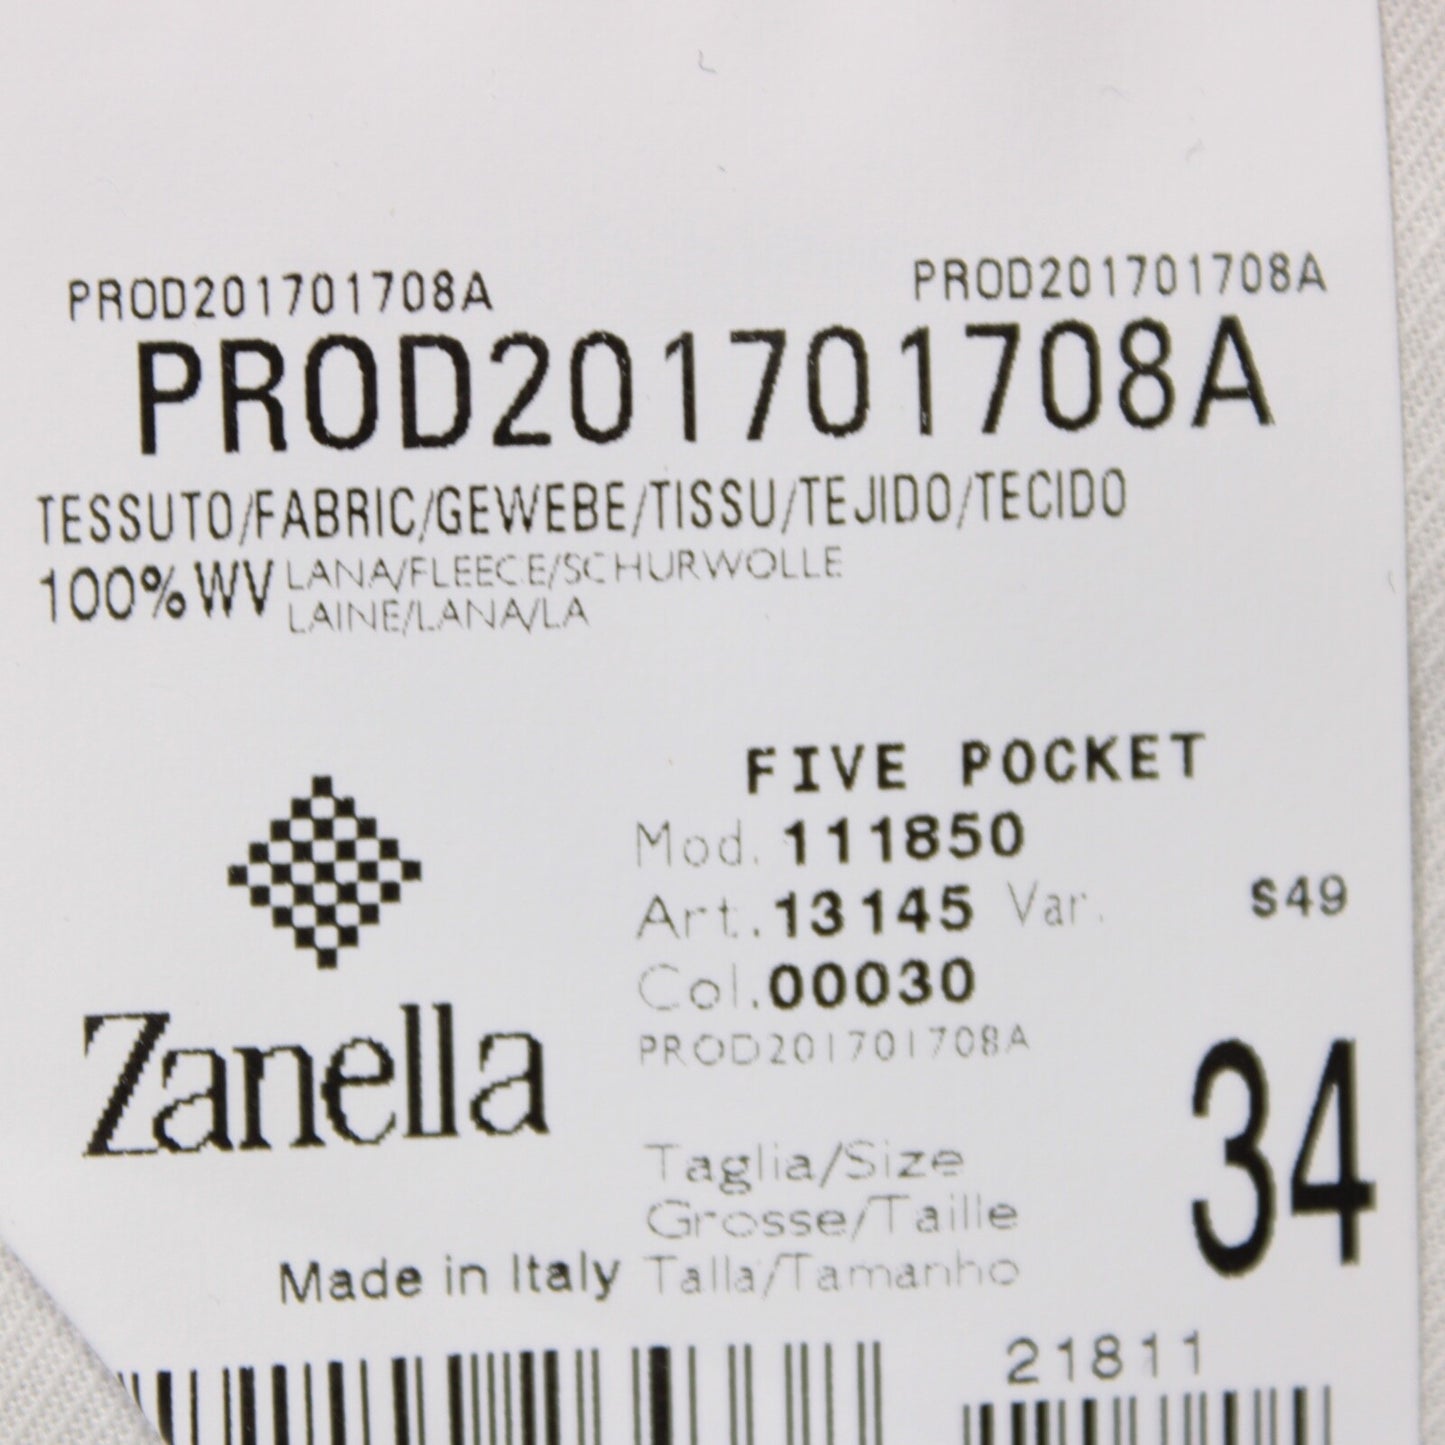 PROD201701708A PROD201701708A
PROD201701708A
TESSUTO/FABRIC/GEWEBE/TISSU/TEJIDO/TECIDO
100%WV LANA/FLEECE/SCHURWOLLE
LAINE/LANA/LA
FIVE POCKET
Mod. 111850
Art. 13145 Var. S49
Col. 00030
PROD201701708A
Zanella
34
Taglia/Size
Grosse/Taille
Made in Italy Talla/Tamanho
21811